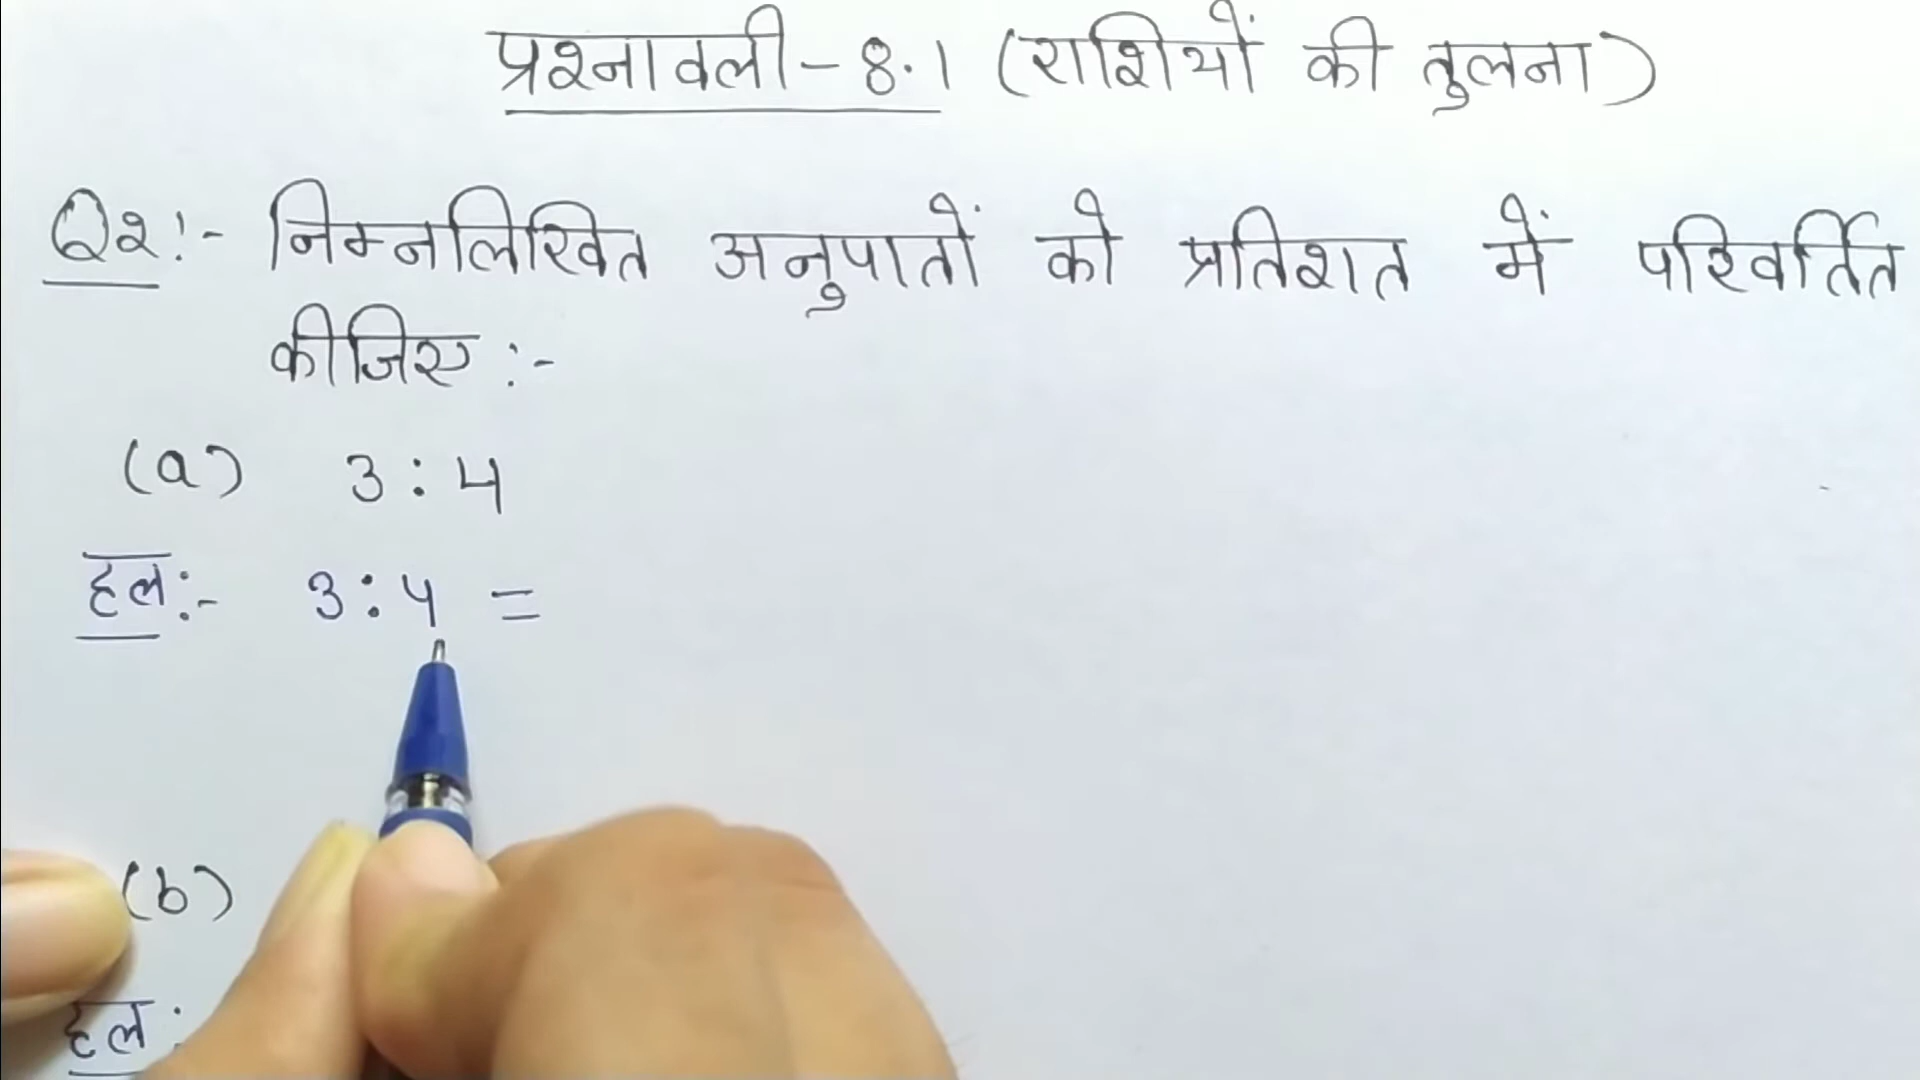 प्रश्नावली - 8.1 (राशियों की तुलना)
Q2:- निम्नलिखित अनुपातों को प्रतिशत में परिवर्तित
कीजिए :-
(a) 3 : 4
हल:- 3 : 4 =
(b)
हल: